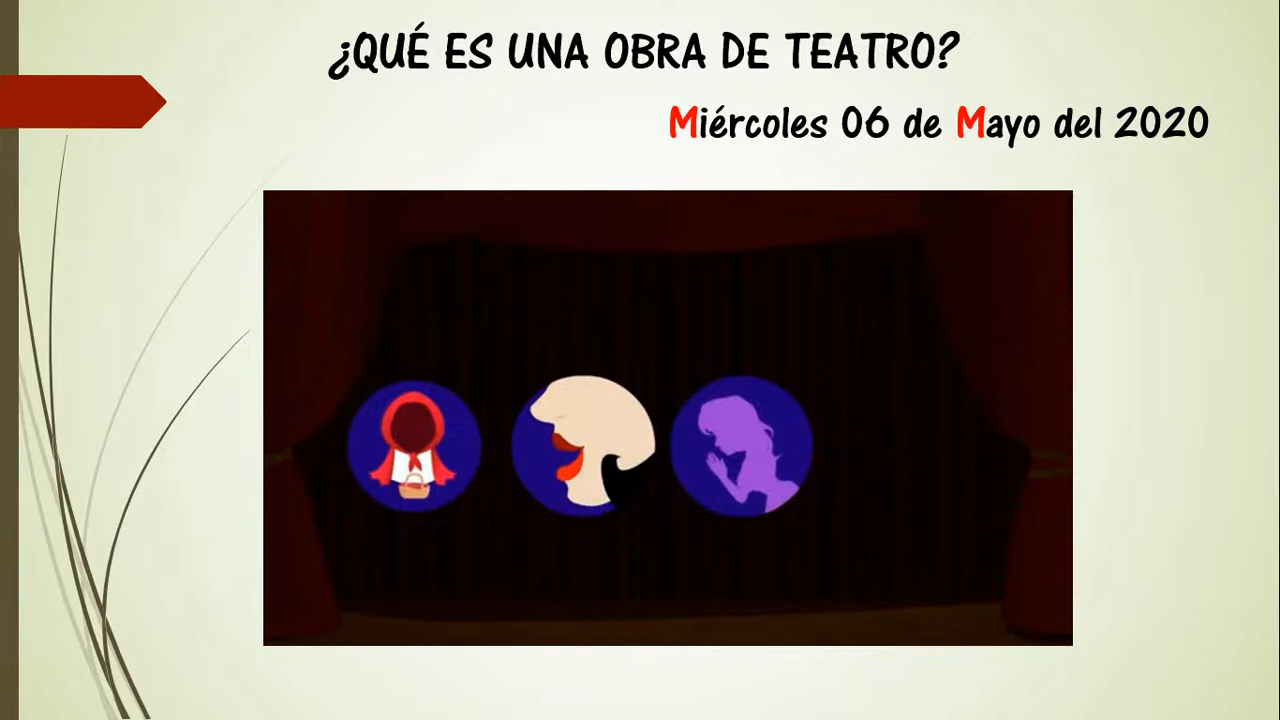 ¿QUÉ ES UNA OBRA DE TEATRO?
Miércoles 06 de Mayo del 2020